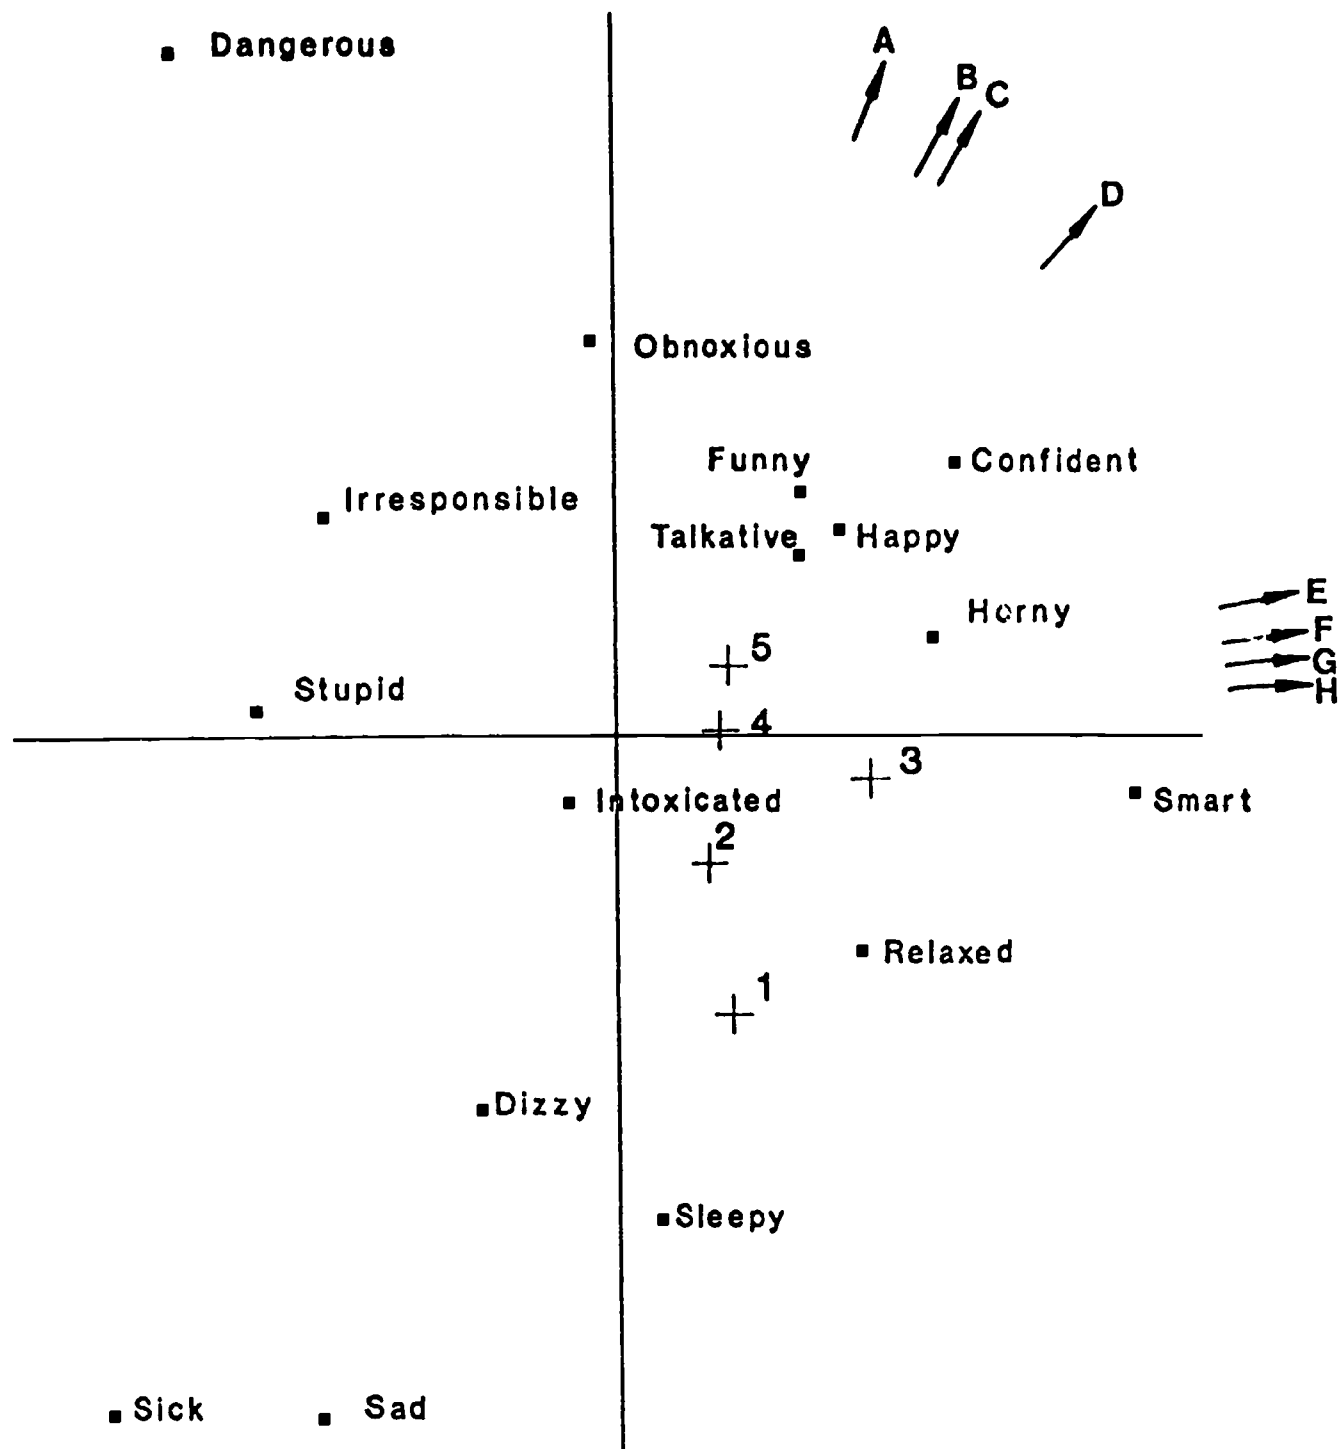 A
Dangerous
B
C
D
Obnoxious
Funny
Confident
Irresponsible
Talkative
Happy
E
Horny
F
5
G
Stupid
H
4
3
Intoxicated
Smart
2
Relaxed
1
Dizzy
Sleepy
Sick
Sad